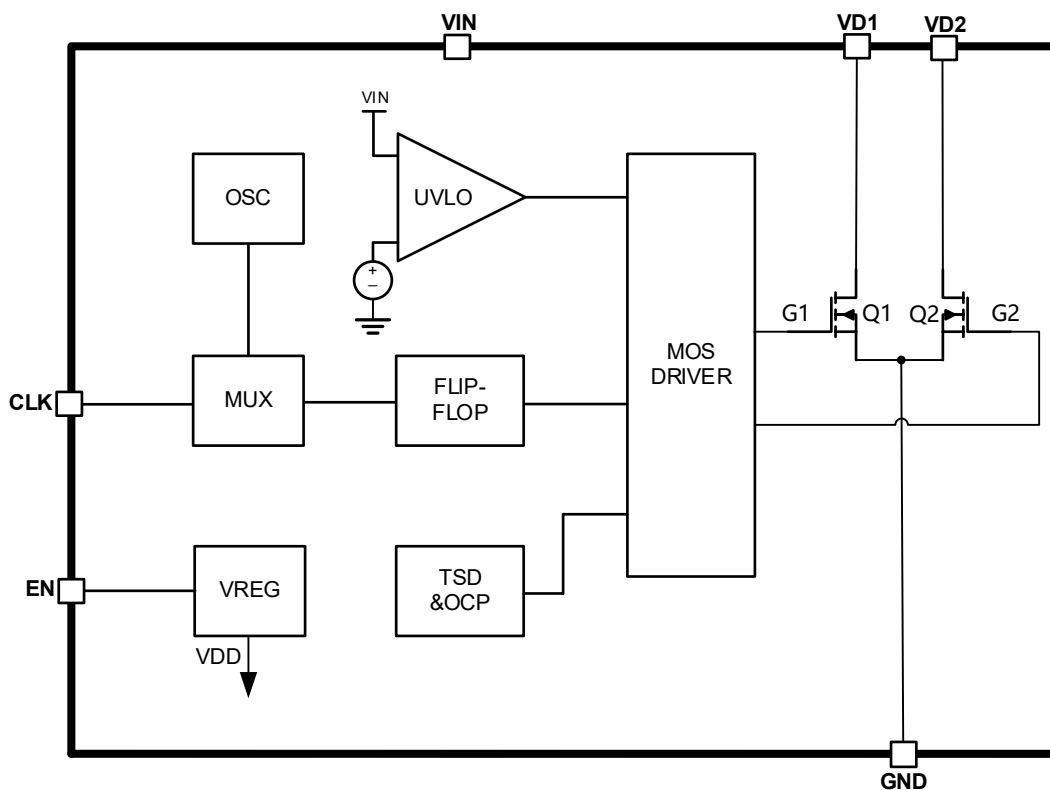 VIN
VD1
VD2
VIN
OSC
UVLO
+
−
G1
Q1
Q2
G2
MOS
DRIVER
CLK
MUX
FLIP-
FLOP
EN
VREG
TSD
&OCP
VDD
GND